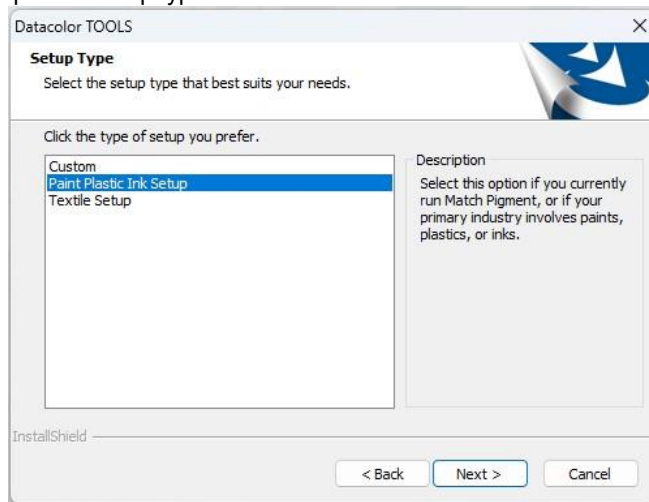 Datacolor TOOLS
Setup Type
Select the setup type that best suits your needs.
Click the type of setup you prefer.
Custom
Paint Plastic Ink Setup
Textile Setup
Description
Select this option if you currently
run Match Pigment, or if your
primary industry involves paints,
plastics, or inks.
InstallShield
< Back
Next >
Cancel